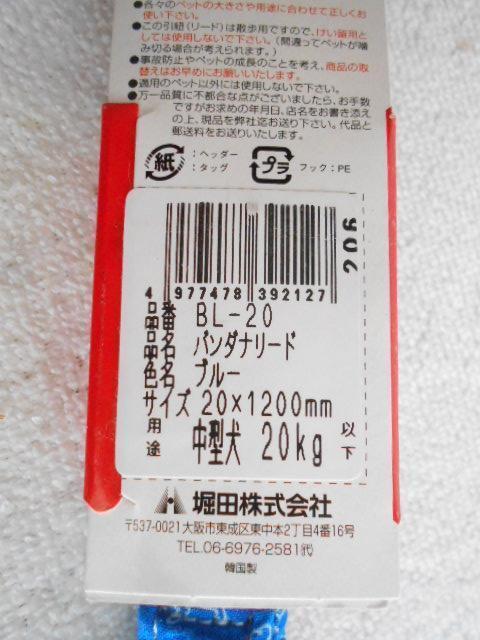 ●各々のペットの大きさや用途に合わせて正しくお
使い下さい。
●この引紐(リード)は散歩用ですので、けい留用と
しては使用しないで下さい。(間違ってペットが噛
み切る場合が考えられます。)
●事故防止やペットの成長のことを考え、商品の取
替えはお早めにお願いいたします。
●適用のペット以外には使用しないで下さい。
●万一品質に不都合な点がございましたら、お手数
ですがお求めの年月日、店名をお書き添え
の上、現品を弊社迄お送り下さい。代品と
郵送料をお送りいたします。
紙 :ヘッダー :タグ プラ フック:PE
906
4 977478 392127
品番 BL-20
品名 バンダナリード
色名 ブルー
サイズ 20×1200mm
用途 中型犬 20kg 以下
堀田株式会社
〒537-0021大阪市東成区東中本2丁目4番16号
TEL.06-6976-2581㈹
韓国製